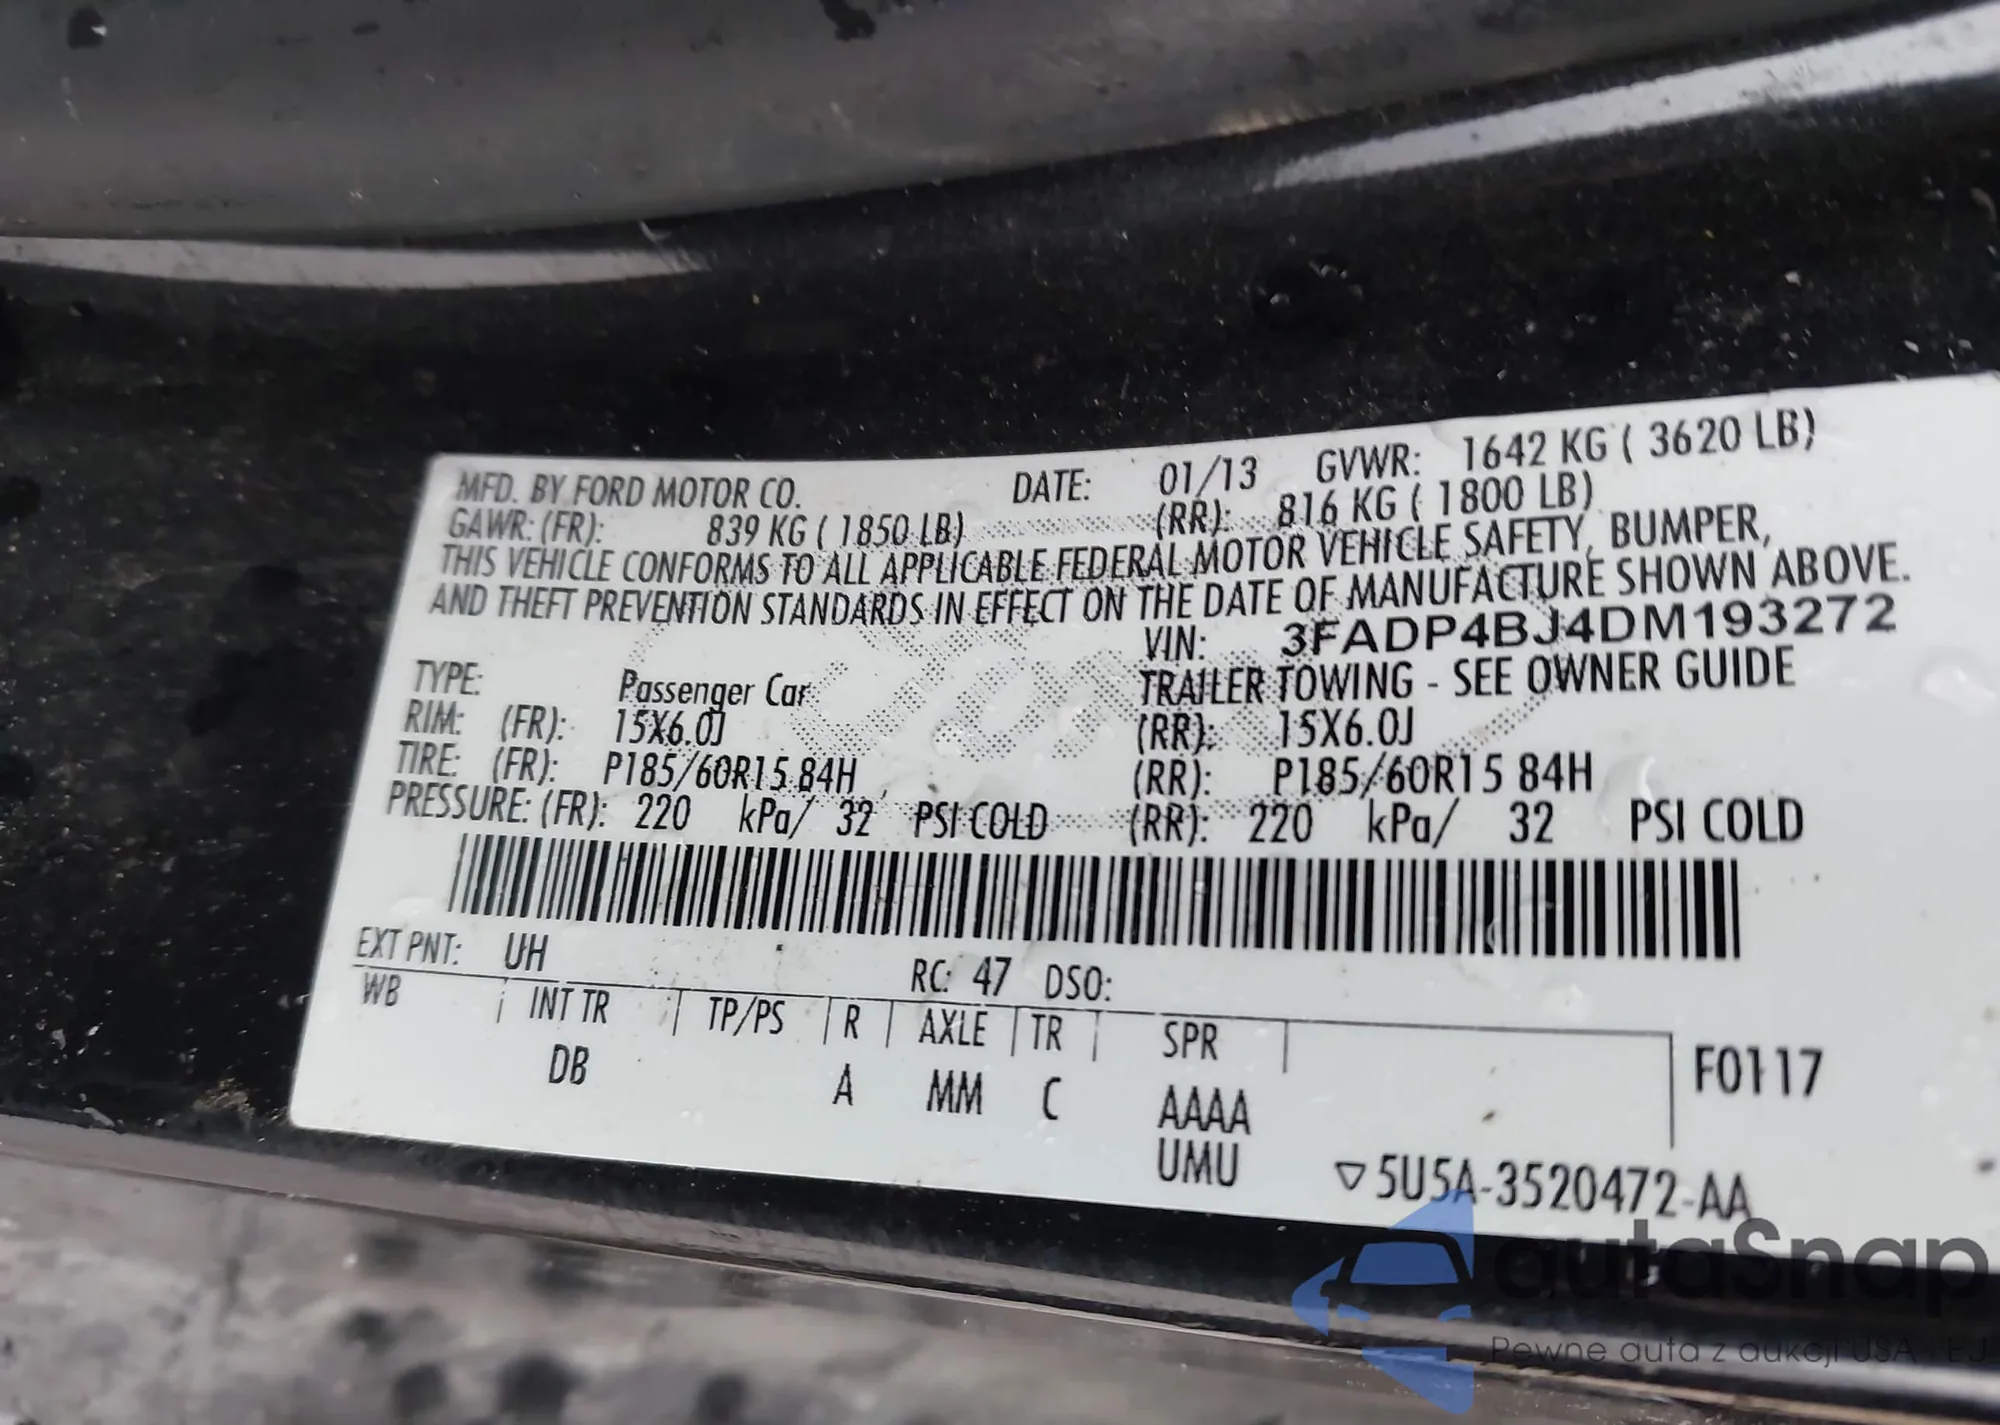 MFD. BY FORD MOTOR CO. DATE: 01/13 GVWR: 1642 KG ( 3620 LB)
GAWR: (FR): 839 KG ( 1850 LB) (RR): 816 KG ( 1800 LB)
THIS VEHICLE CONFORMS TO ALL APPLICABLE FEDERAL MOTOR VEHICLE SAFETY, BUMPER,
AND THEFT PREVENTION STANDARDS IN EFFECT ON THE DATE OF MANUFACTURE SHOWN ABOVE.
VIN: 3FADP4BJ4DM193272
TYPE: Passenger Car TRAILER TOWING - SEE OWNER GUIDE
RIM: (FR): 15X6.0J (RR): 15X6.0J
TIRE: (FR): P185/60R15 84H (RR): P185/60R15 84H
PRESSURE: (FR): 220 kPa/ 32 PSI COLD (RR): 220 kPa/ 32 PSI COLD
EXT PNT: UH RC: 47 DSO:
WB INT TR TP/PS R AXLE TR SPR
F0117
DB A MM C AAAA
UMU ▽5U5A-3520472-AA
autaSnap
Pewne auta z aukcji USA - EJ